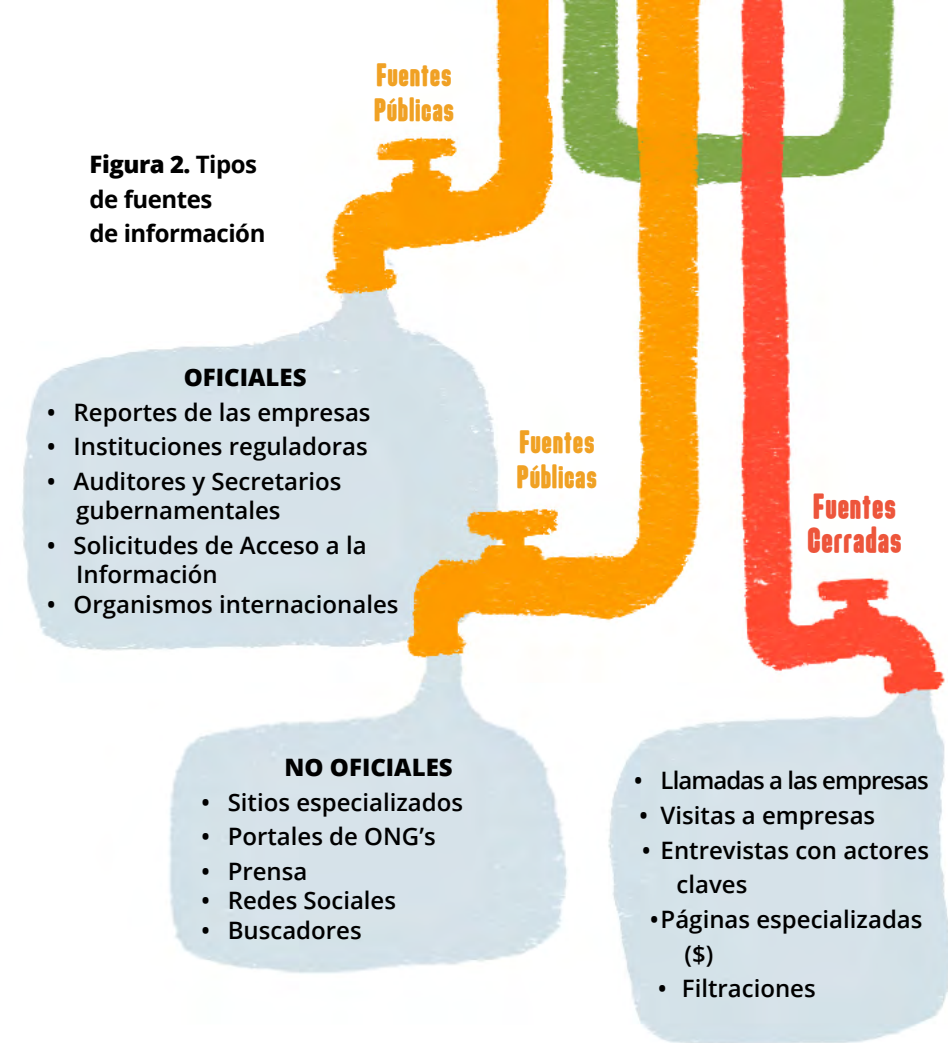 Fuentes
Públicas
Figura 2. Tipos
de fuentes
de información
OFICIALES
• Reportes de las empresas
• Instituciones reguladoras
• Auditores y Secretarios
gubernamentales
• Solicitudes de Acceso a la
Información
• Organismos internacionales
Fuentes
Públicas
NO OFICIALES
• Sitios especializados
• Portales de ONG’s
• Prensa
• Redes Sociales
• Buscadores
Fuentes
Cerradas
• Llamadas a las empresas
• Visitas a empresas
• Entrevistas con actores
claves
•Páginas especializadas
($)
• Filtraciones